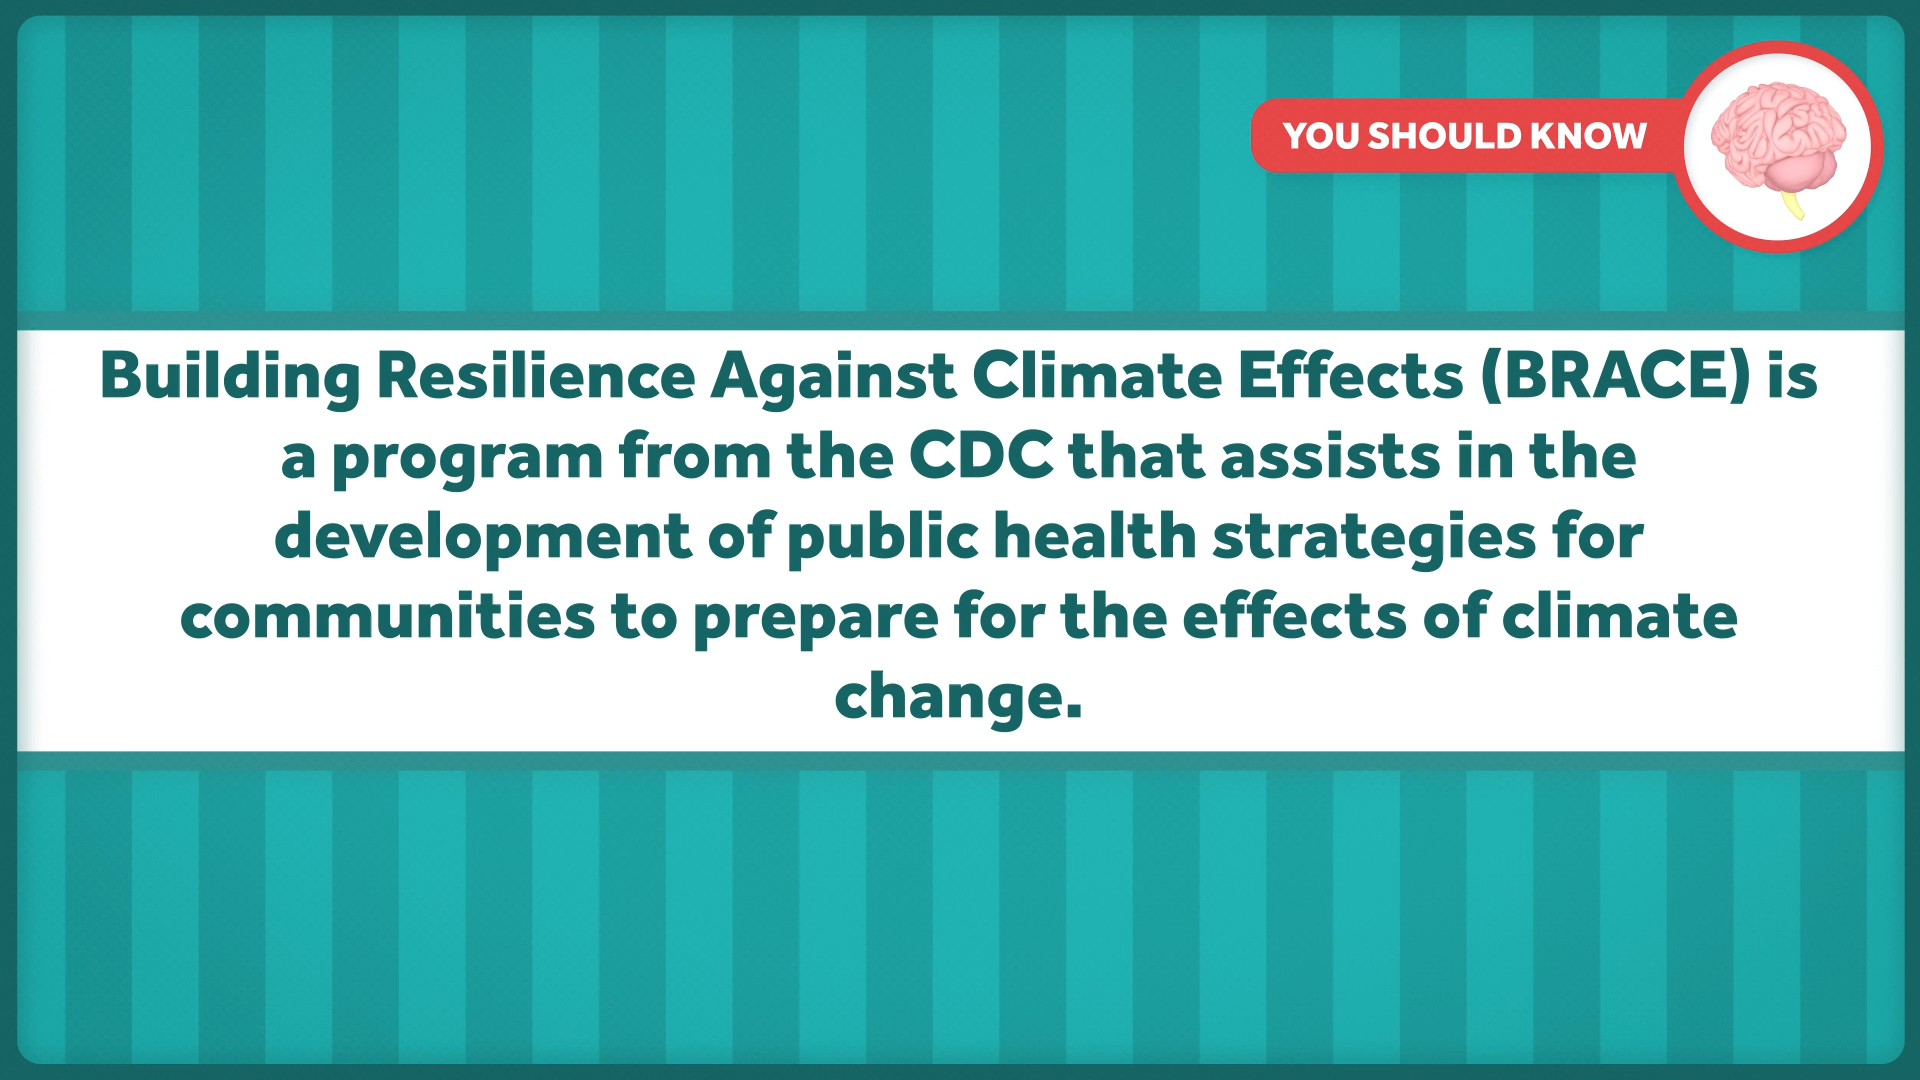 YOU SHOULD KNOW
Building Resilience Against Climate Effects (BRACE) is
a program from the CDC that assists in the
development of public health strategies for
communities to prepare for the effects of climate
change.